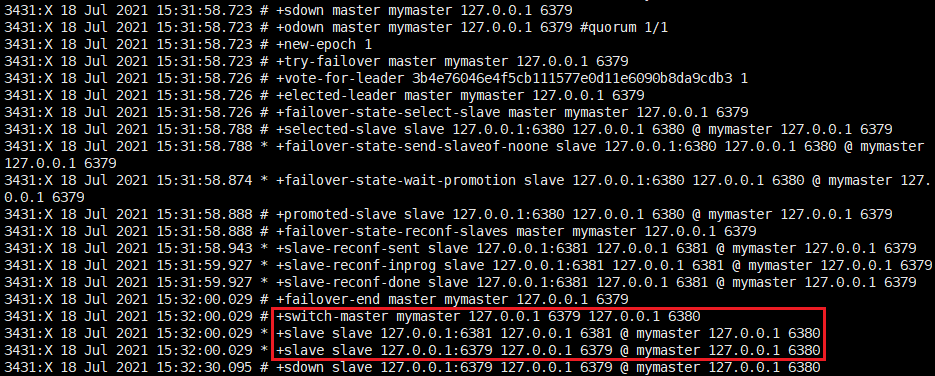 3431:X 18 Jul 2021 15:31:58.723 # +sdown master mymaster 127.0.0.1 6379
3431:X 18 Jul 2021 15:31:58.723 # +odown master mymaster 127.0.0.1 6379 #quorum 1/1
3431:X 18 Jul 2021 15:31:58.723 # +new-epoch 1
3431:X 18 Jul 2021 15:31:58.723 # +try-failover master mymaster 127.0.0.1 6379
3431:X 18 Jul 2021 15:31:58.726 # +vote-for-leader 3b4e76046e4f5cb111577e0d11e6090b8da9cdb3 1
3431:X 18 Jul 2021 15:31:58.726 # +elected-leader master mymaster 127.0.0.1 6379
3431:X 18 Jul 2021 15:31:58.726 # +failover-state-select-slave master mymaster 127.0.0.1 6379
3431:X 18 Jul 2021 15:31:58.788 # +selected-slave slave 127.0.0.1:6380 127.0.0.1 6380 @ mymaster 127.0.0.1 6379
3431:X 18 Jul 2021 15:31:58.788 * +failover-state-send-slaveof-noone slave 127.0.0.1:6380 127.0.0.1 6380 @ mymaster
127.0.0.1 6379
3431:X 18 Jul 2021 15:31:58.874 * +failover-state-wait-promotion slave 127.0.0.1:6380 127.0.0.1 6380 @ mymaster 127.
0.0.1 6379
3431:X 18 Jul 2021 15:31:58.888 # +promoted-slave slave 127.0.0.1:6380 127.0.0.1 6380 @ mymaster 127.0.0.1 6379
3431:X 18 Jul 2021 15:31:58.888 # +failover-state-reconf-slaves master mymaster 127.0.0.1 6379
3431:X 18 Jul 2021 15:31:58.943 * +slave-reconf-sent slave 127.0.0.1:6381 127.0.0.1 6381 @ mymaster 127.0.0.1 6379
3431:X 18 Jul 2021 15:31:59.927 * +slave-reconf-inprog slave 127.0.0.1:6381 127.0.0.1 6381 @ mymaster 127.0.0.1 6379
3431:X 18 Jul 2021 15:31:59.927 * +slave-reconf-done slave 127.0.0.1:6381 127.0.0.1 6381 @ mymaster 127.0.0.1 6379
3431:X 18 Jul 2021 15:32:00.029 # +failover-end master mymaster 127.0.0.1 6379
3431:X 18 Jul 2021 15:32:00.029 # +switch-master mymaster 127.0.0.1 6379 127.0.0.1 6380
3431:X 18 Jul 2021 15:32:00.029 * +slave slave 127.0.0.1:6381 127.0.0.1 6381 @ mymaster 127.0.0.1 6380
3431:X 18 Jul 2021 15:32:00.029 * +slave slave 127.0.0.1:6379 127.0.0.1 6379 @ mymaster 127.0.0.1 6380
3431:X 18 Jul 2021 15:32:30.095 # +sdown slave 127.0.0.1:6379 127.0.0.1 6379 @ mymaster 127.0.0.1 6380